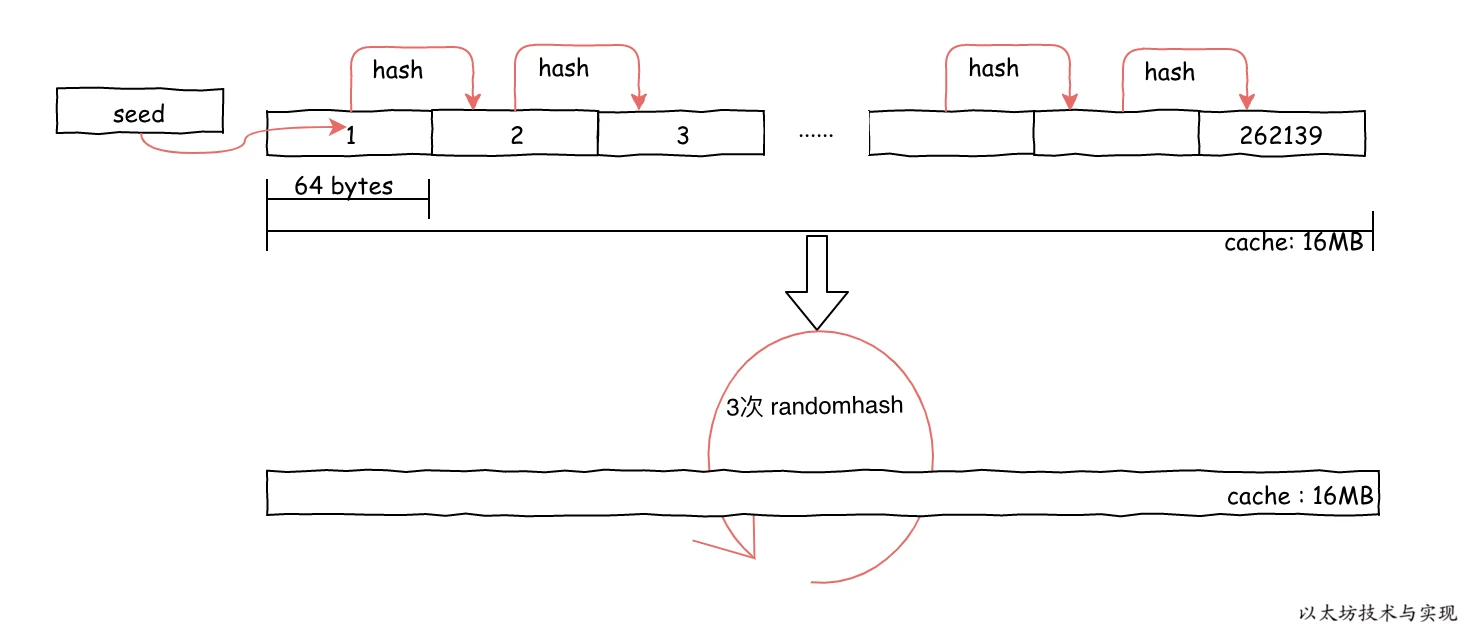 hash
hash
hash
hash
seed
1
2
3
......
262139
64 bytes
cache: 16MB
3次 randomhash
cache : 16MB
以太坊技术与实现